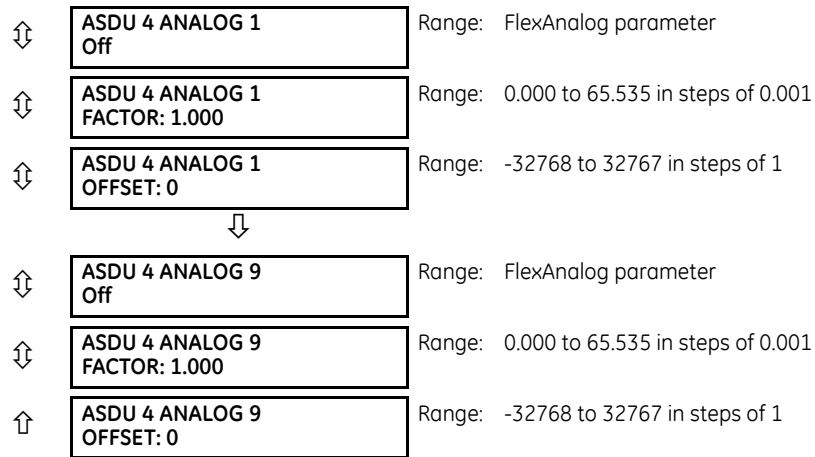 ASDU 4 ANALOG 1 Range: FlexAnalog parameter
Off
ASDU 4 ANALOG 1 Range: 0.000 to 65.535 in steps of 0.001
FACTOR: 1.000
ASDU 4 ANALOG 1 Range: -32768 to 32767 in steps of 1
OFFSET: 0
ASDU 4 ANALOG 9 Range: FlexAnalog parameter
Off
ASDU 4 ANALOG 9 Range: 0.000 to 65.535 in steps of 0.001
FACTOR: 1.000
ASDU 4 ANALOG 9 Range: -32768 to 32767 in steps of 1
OFFSET: 0